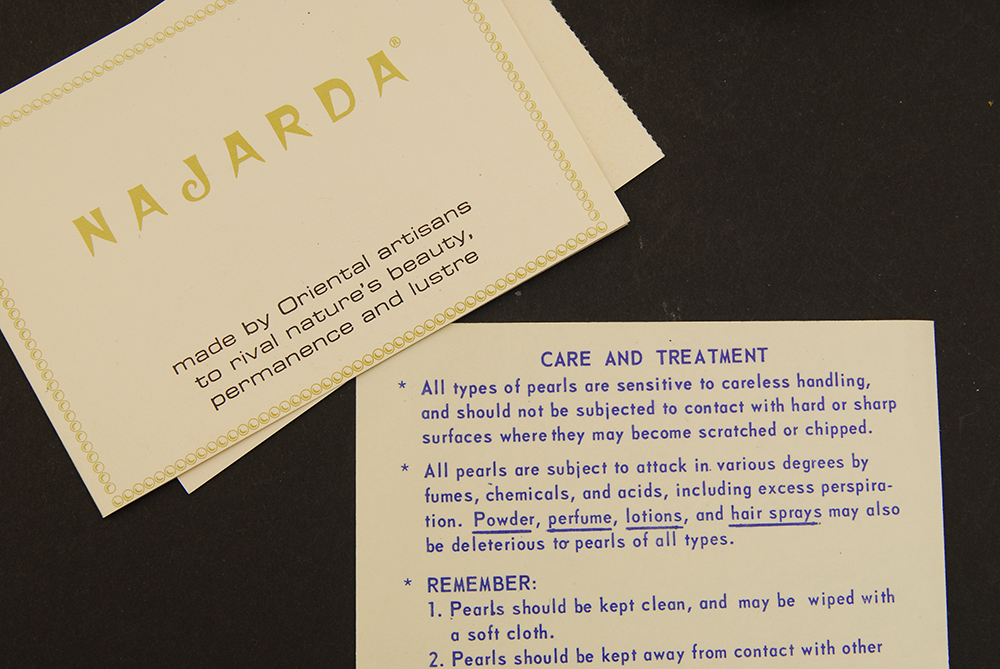 NAJARDA®
made by Oriental artisans
to rival nature's beauty,
permanence and lustre
CARE AND TREATMENT
* All types of pearls are sensitive to careless handling,
and should not be subjected to contact with hard or sharp
surfaces where they may become scratched or chipped.
* All pearls are subject to attack in various degrees by
fumes, chemicals, and acids, including excess perspira-
tion. Powder, perfume, lotions, and hair sprays may also
be deleterious to pearls of all types.
* REMEMBER:
1. Pearls should be kept clean, and may be wiped with
a soft cloth.
2. Pearls should be kept away from contact with other